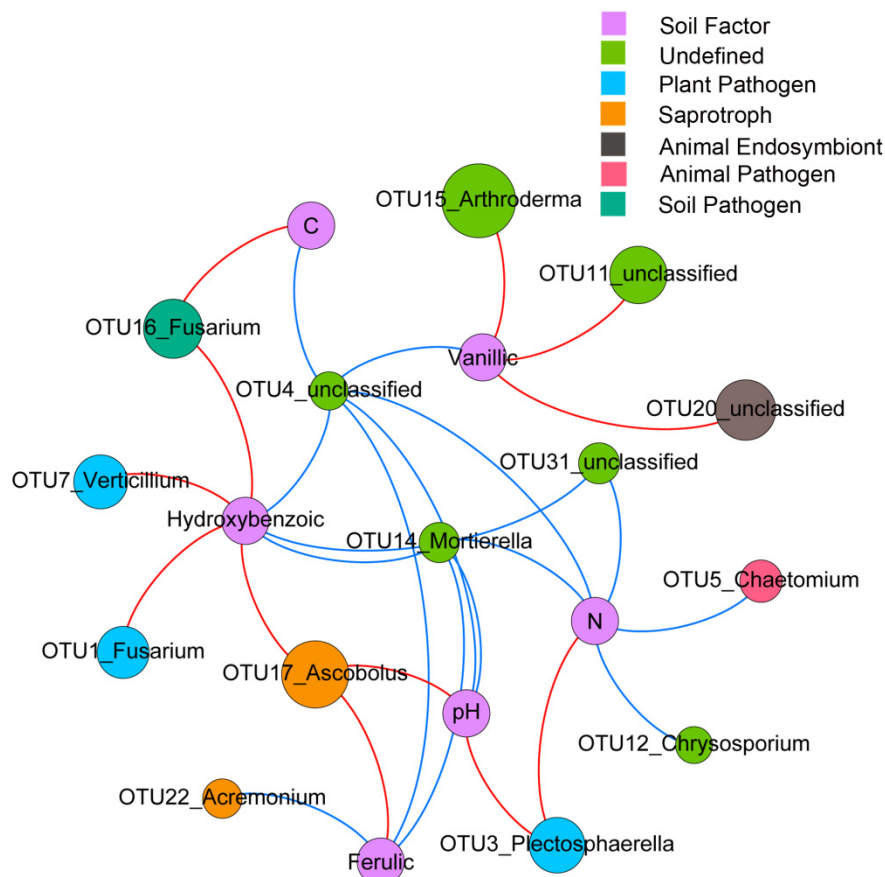 Soil Factor
Undefined
Plant Pathogen
Saprotroph
Animal Endosymbiont
Animal Pathogen
Soil Pathogen
OTU15_Arthroderma
C
OTU11_unclassified
OTU16_Fusarium
Vanillic
OTU4_unclassified
OTU20_unclassified
OTU31_unclassified
OTU7_Verticillium
Hydroxybenzoic
OTU14_Mortierella
OTU5_Chaetomium
N
OTU1_Fusarium
OTU17_Ascobolus
pH
OTU12_Chrysosporium
OTU22_Acremonium
OTU3_Plectosphaerella
Ferulic